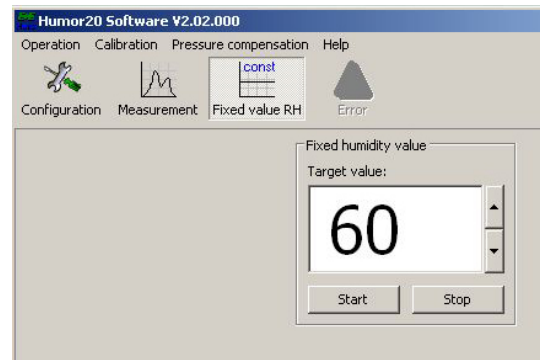 Humor20 Software V2.02.000
Operation Calibration Pressure compensation Help
const
Configuration Measurement Fixed value RH Error
Fixed humidity value
Target value:
60
Start Stop